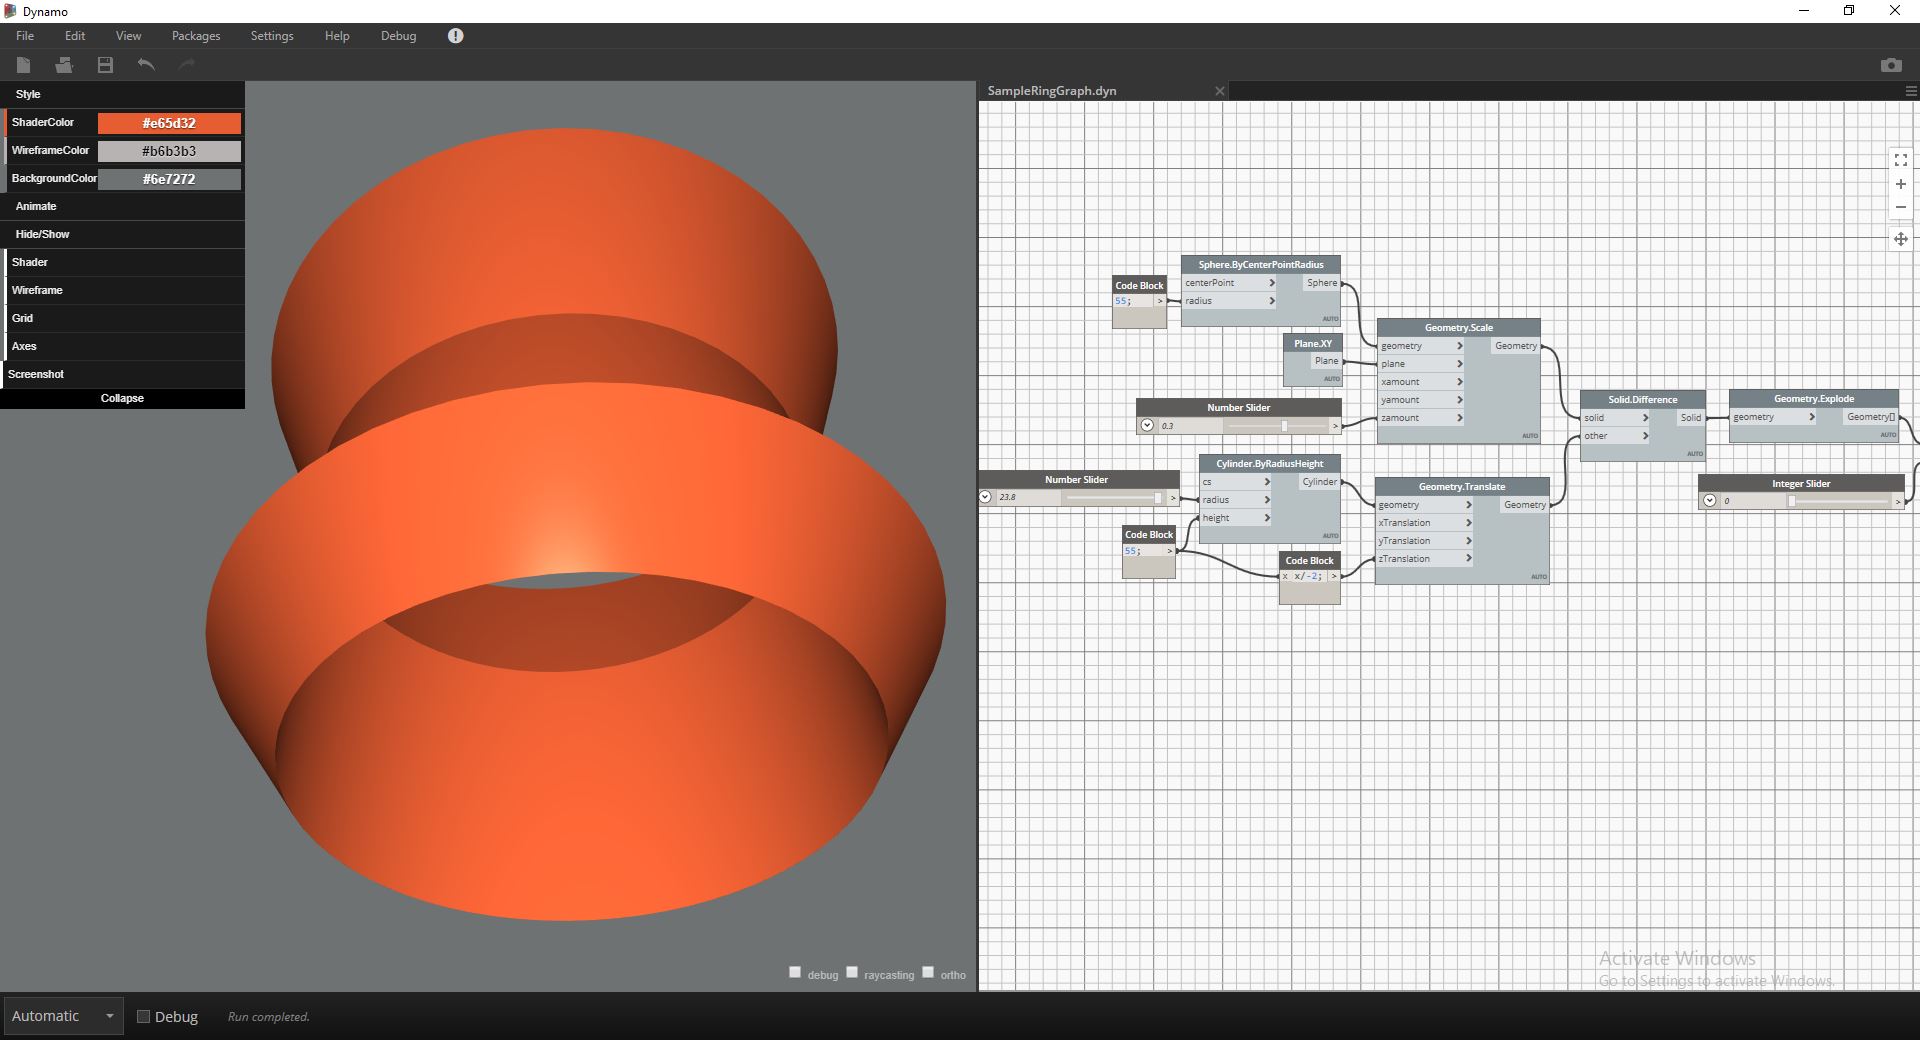 Dynamo
File Edit View Packages Settings Help Debug
Style
ShaderColor #e65d32
WireframeColor #b6b3b3
BackgroundColor #6e7272
Animate
Hide/Show
Shader
Wireframe
Grid
Axes
Screenshot
Collapse
debug raycasting ortho
SampleRingGraph.dyn
Sphere.ByCenterPointRadius
centerPoint > Sphere
radius >
AUTO
Code Block
55; >
Plane.XY
Plane
AUTO
Geometry.Scale
geometry > Geometry
plane >
xamount >
yamount >
zamount >
AUTO
Number Slider
0.3 >
Number Slider
23.8 >
Cylinder.ByRadiusHeight
cs > Cylinder
radius >
height >
AUTO
Code Block
55; >
Code Block
x x/-2; >
Geometry.Translate
geometry > Geometry
xTranslation >
yTranslation >
zTranslation >
AUTO
Solid.Difference
solid > Solid
other >
AUTO
Geometry.Explode
geometry > Geometry[]
AUTO
Integer Slider
0 >
Activate Windows
Go to Settings to activate Windows.
Automatic Debug Run completed.